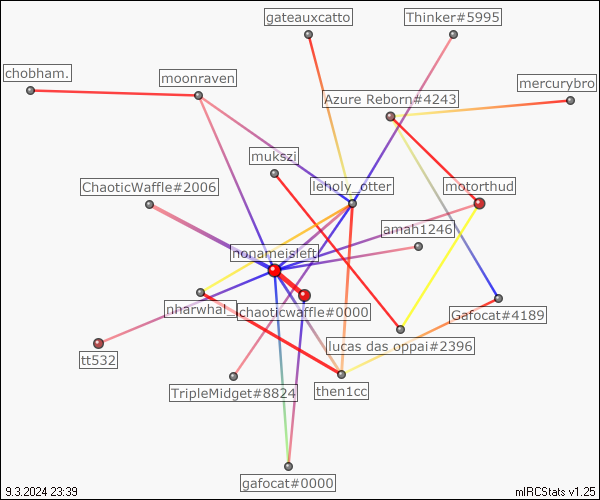 gateauxcatto
Thinker#5995
chobham.
moonraven
mercurybro
Azure Reborn#4243
mukszi
ChaoticWaffle#2006
leholy_otter
motorthud
amah1246
nonameisleft
pharwhal_
chaoticwaffle#0000
Gafocat#4189
lucas das oppai#2396
tt532
TripleMidget#8824
then1cc
gafocat#0000
9.3.2024 23:39
mIRCStats v1.25